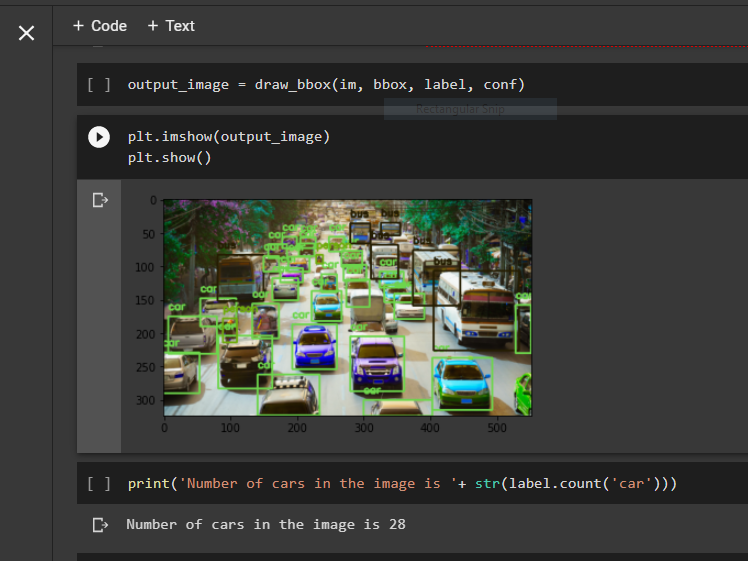 + Code + Text
[ ] output_image = draw_bbox(im, bbox, label, conf)
Rectangular Snip
plt.imshow(output_image)
plt.show()
0
50
100
150
200
250
300
bus bus
car car
bus bus
car
bus
car
car
car
car
car
car
car
car
car
car
0 100 200 300 400 500
[ ] print('Number of cars in the image is '+ str(label.count('car')))
Number of cars in the image is 28